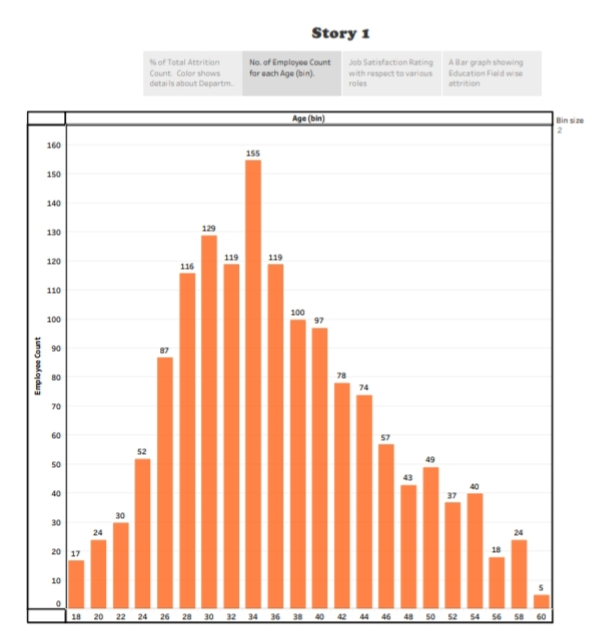 Story 1
% of Total Attrition
Count. Color shows
details about Departm..
No. of Employee Count
for each Age (bin).
Job Satisfaction Rating
with respect to various
roles
A Bar graph showing
Education Field wise
attrition
Age (bin)
Bin size
2
Employee Count
160
150
140
130
120
110
100
90
80
70
60
50
40
30
20
10
0
17
24
30
52
87
116
129
119
155
119
100
97
78
74
57
43
49
37
40
18
24
5
18 20 22 24 26 28 30 32 34 36 38 40 42 44 46 48 50 52 54 56 58 60